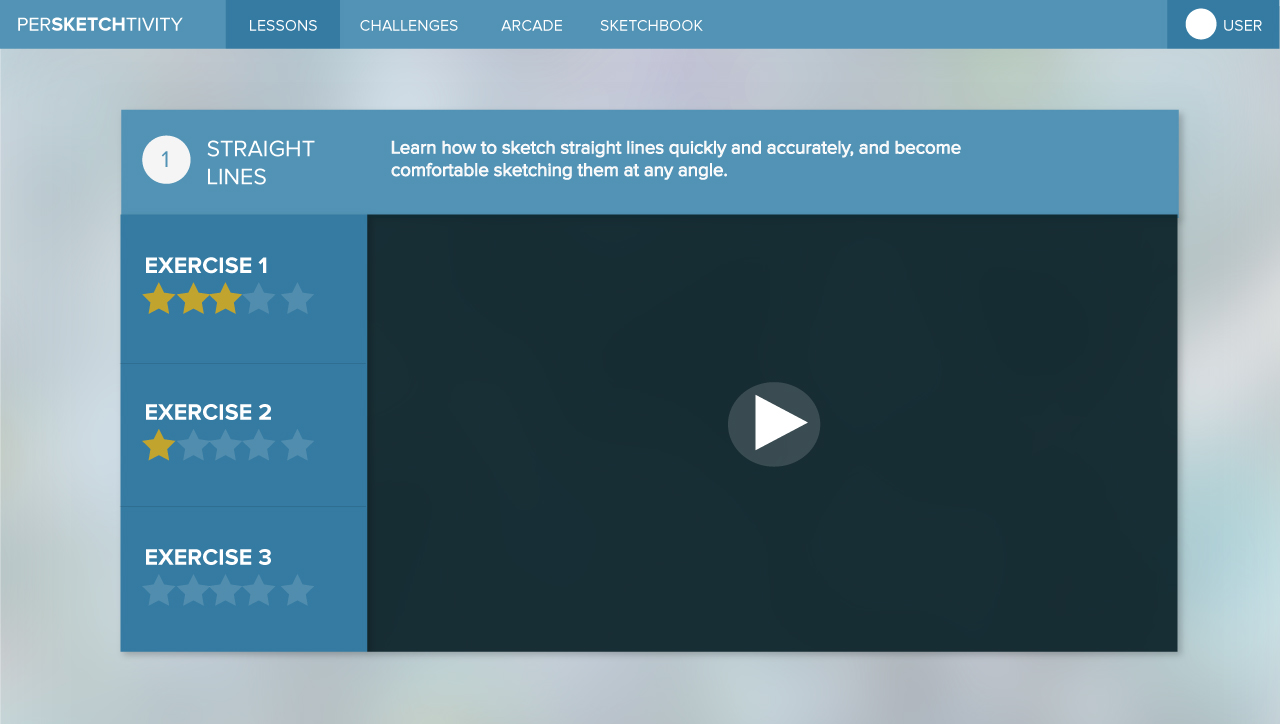 PERSKETCHTIVITY LESSONS CHALLENGES ARCADE SKETCHBOOK USER
1 STRAIGHT LINES
Learn how to sketch straight lines quickly and accurately, and become
comfortable sketching them at any angle.
EXERCISE 1
EXERCISE 2
EXERCISE 3